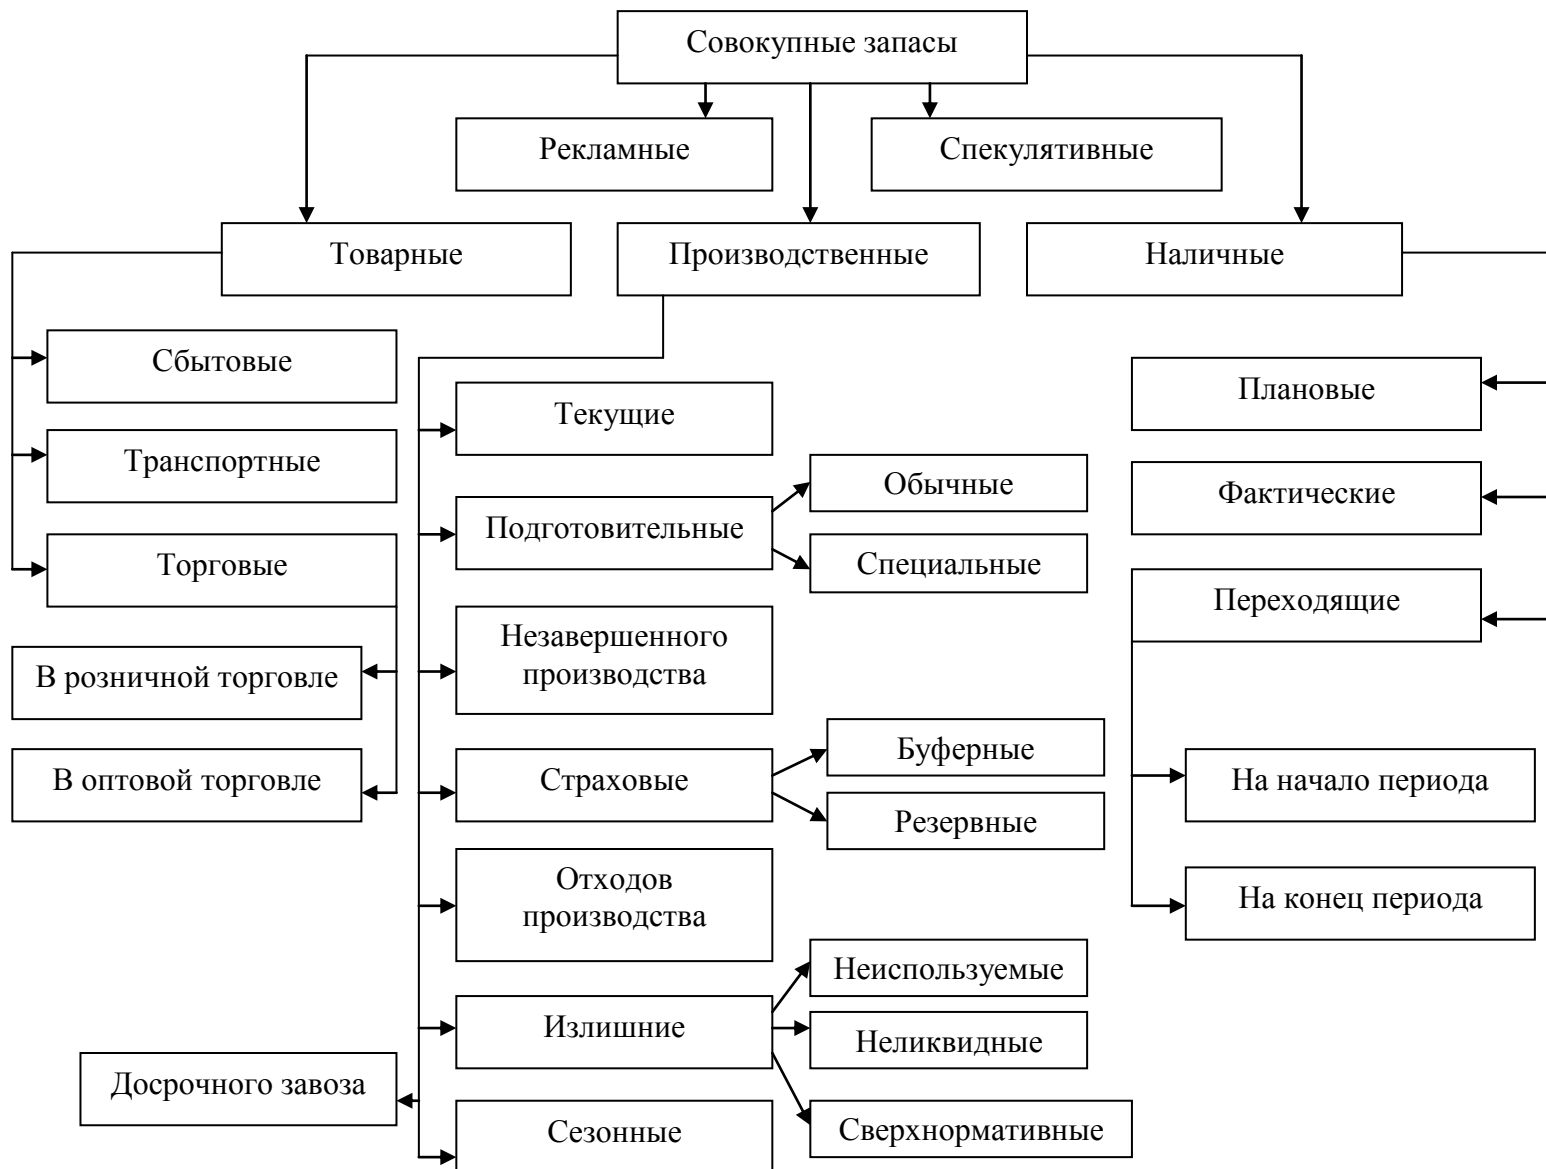 Совокупные запасы
Рекламные
Спекулятивные
Товарные
Производственные
Наличные
Сбытовые
Транспортные
Торговые
В розничной торговле
В оптовой торговле
Текущие
Подготовительные
Обычные
Специальные
Незавершенного
производства
Страховые
Буферные
Резервные
Отходов
производства
Излишние
Неиспользуемые
Неликвидные
Сверхнормативные
Досрочного завоза
Сезонные
Плановые
Фактические
Переходящие
На начало периода
На конец периода